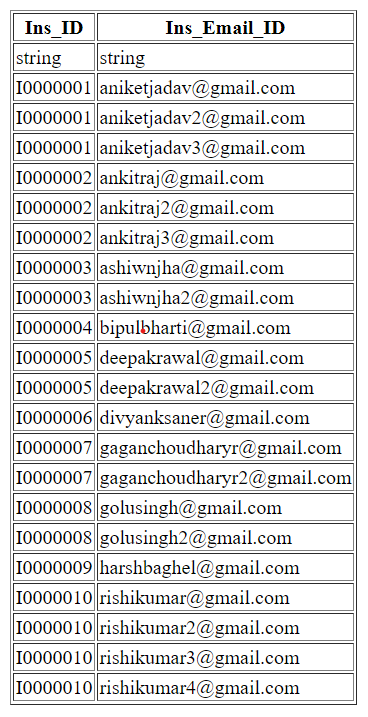 Ins_ID Ins_Email_ID
string string
I0000001 aniketjadav@gmail.com
I0000001 aniketjadav2@gmail.com
I0000001 aniketjadav3@gmail.com
I0000002 ankitraj@gmail.com
I0000002 ankitraj2@gmail.com
I0000002 ankitraj3@gmail.com
I0000003 ashiwnjha@gmail.com
I0000003 ashiwnjha2@gmail.com
I0000004 bipulbharti@gmail.com
I0000005 deepakrawal@gmail.com
I0000005 deepakrawal2@gmail.com
I0000006 divyanksaner@gmail.com
I0000007 gaganchoudharyr@gmail.com
I0000007 gaganchoudharyr2@gmail.com
I0000008 golusingh@gmail.com
I0000008 golusingh2@gmail.com
I0000009 harshbaghel@gmail.com
I0000010 rishikumar@gmail.com
I0000010 rishikumar2@gmail.com
I0000010 rishikumar3@gmail.com
I0000010 rishikumar4@gmail.com